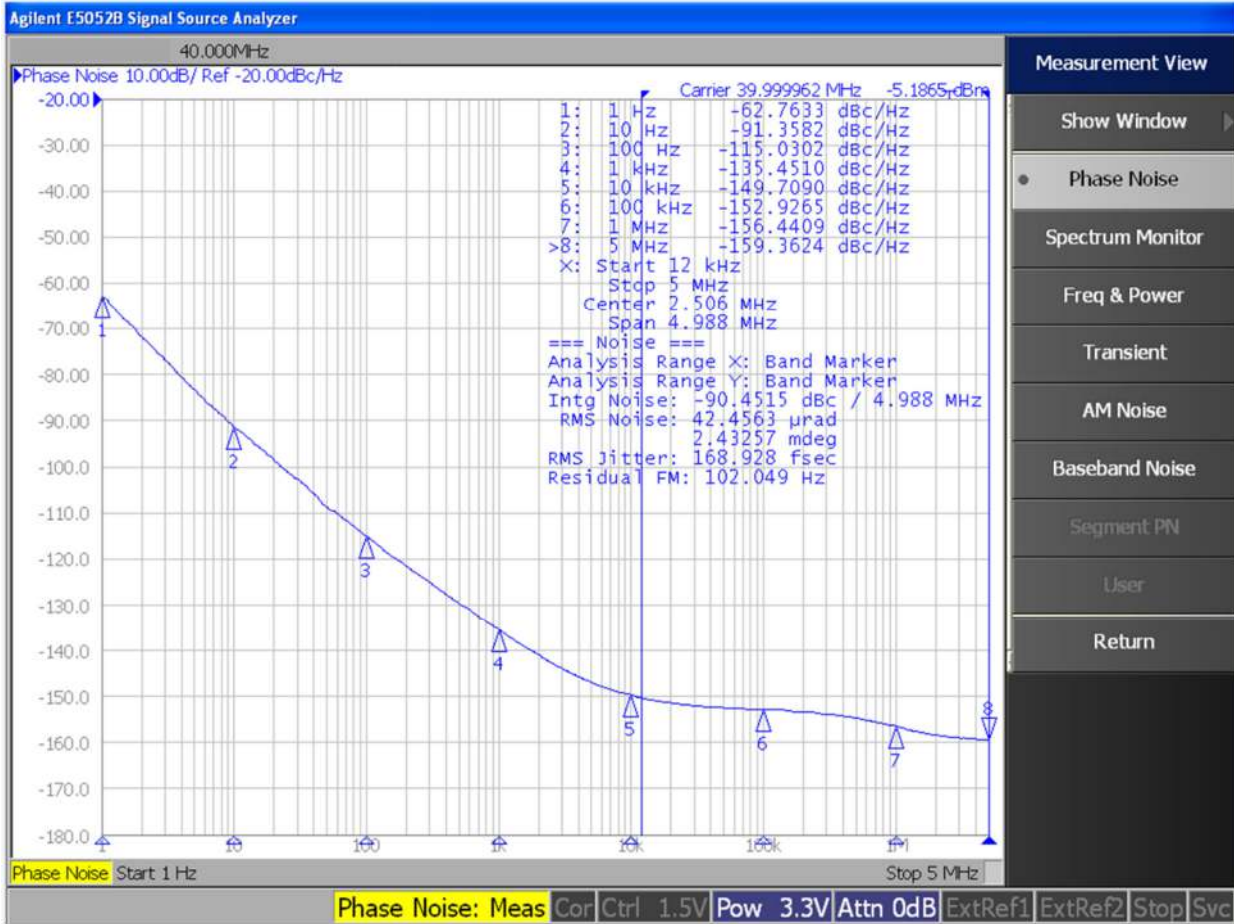 Agilent E5052B Signal Source Analyzer
40.000MHz
Phase Noise 10.00dB/ Ref -20.00dBc/Hz
Carrier 39.999962 MHz -5.1865 dBm
1: 1 Hz -62.7633 dBc/Hz
2: 10 Hz -91.3582 dBc/Hz
3: 100 Hz -115.0302 dBc/Hz
4: 1 kHz -135.4510 dBc/Hz
5: 10 kHz -149.7090 dBc/Hz
6: 100 kHz -152.9265 dBc/Hz
7: 1 MHz -156.4409 dBc/Hz
>8: 5 MHz -159.3624 dBc/Hz
X: Start 12 kHz
Stop 5 MHz
Center 2.506 MHz
Span 4.988 MHz
=== Noise ===
Analysis Range X: Band Marker
Analysis Range Y: Band Marker
Intg Noise: -90.4515 dBc / 4.988 MHz
RMS Noise: 42.4563 µrad
2.43257 mdeg
RMS Jitter: 168.928 fsec
Residual FM: 102.049 Hz
-20.00
-30.00
-40.00
-50.00
-60.00
-70.00
-80.00
-90.00
-100.0
-110.0
-120.0
-130.0
-140.0
-150.0
-160.0
-170.0
-180.0
1
2
3
4
5
6
7
8
1 10 100 1k 10k 100k 1M
Phase Noise Start 1 Hz Stop 5 MHz
Phase Noise: Meas Cor Ctrl 1.5V Pow 3.3V Attn 0dB ExtRef1 ExtRef2 Stop Svc
Measurement View
Show Window
Phase Noise
Spectrum Monitor
Freq & Power
Transient
AM Noise
Baseband Noise
Segment PN
User
Return